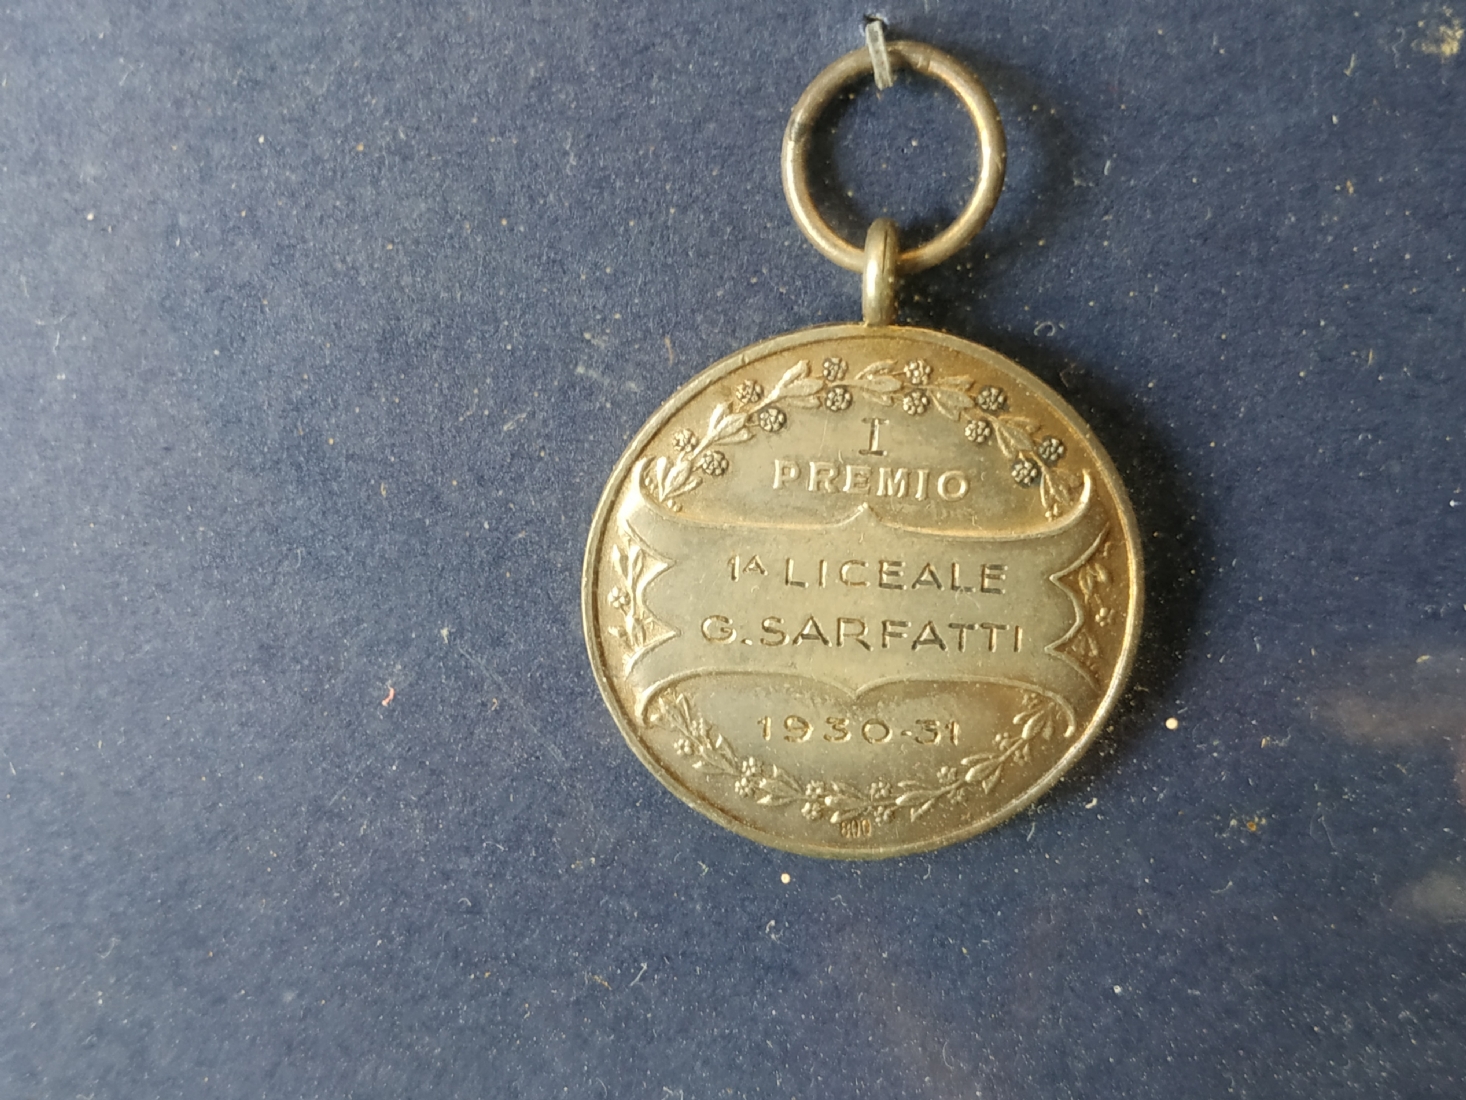 I
PREMIO
1A LICEALE
G. SARFATTI
1930-31
800